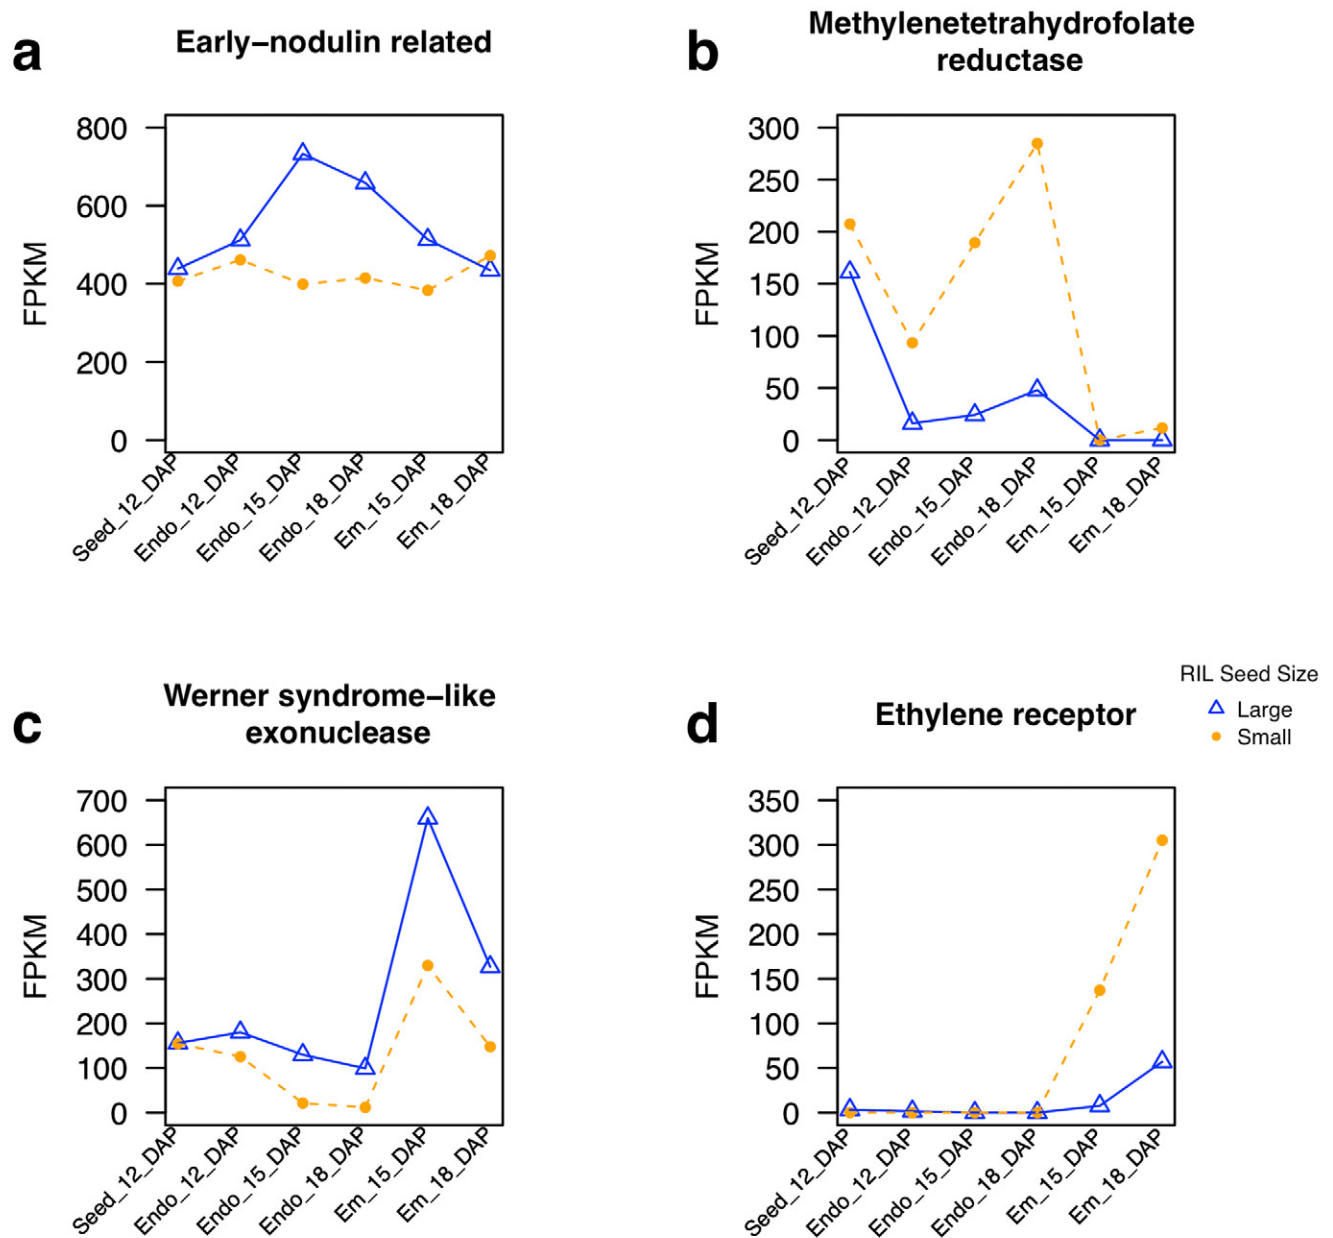 a
Early−nodulin related
FPKM
800
600
400
200
0
Seed_12_DAP
Endo_12_DAP
Endo_15_DAP
Endo_18_DAP
Em_15_DAP
Em_18_DAP
b
Methylenetetrahydrofolate
reductase
FPKM
300
250
200
150
100
50
0
Seed_12_DAP
Endo_12_DAP
Endo_15_DAP
Endo_18_DAP
Em_15_DAP
Em_18_DAP
c
Werner syndrome−like
exonuclease
FPKM
700
600
500
400
300
200
100
0
Seed_12_DAP
Endo_12_DAP
Endo_15_DAP
Endo_18_DAP
Em_15_DAP
Em_18_DAP
d
Ethylene receptor
RIL Seed Size
Large
Small
FPKM
350
300
250
200
150
100
50
0
Seed_12_DAP
Endo_12_DAP
Endo_15_DAP
Endo_18_DAP
Em_15_DAP
Em_18_DAP